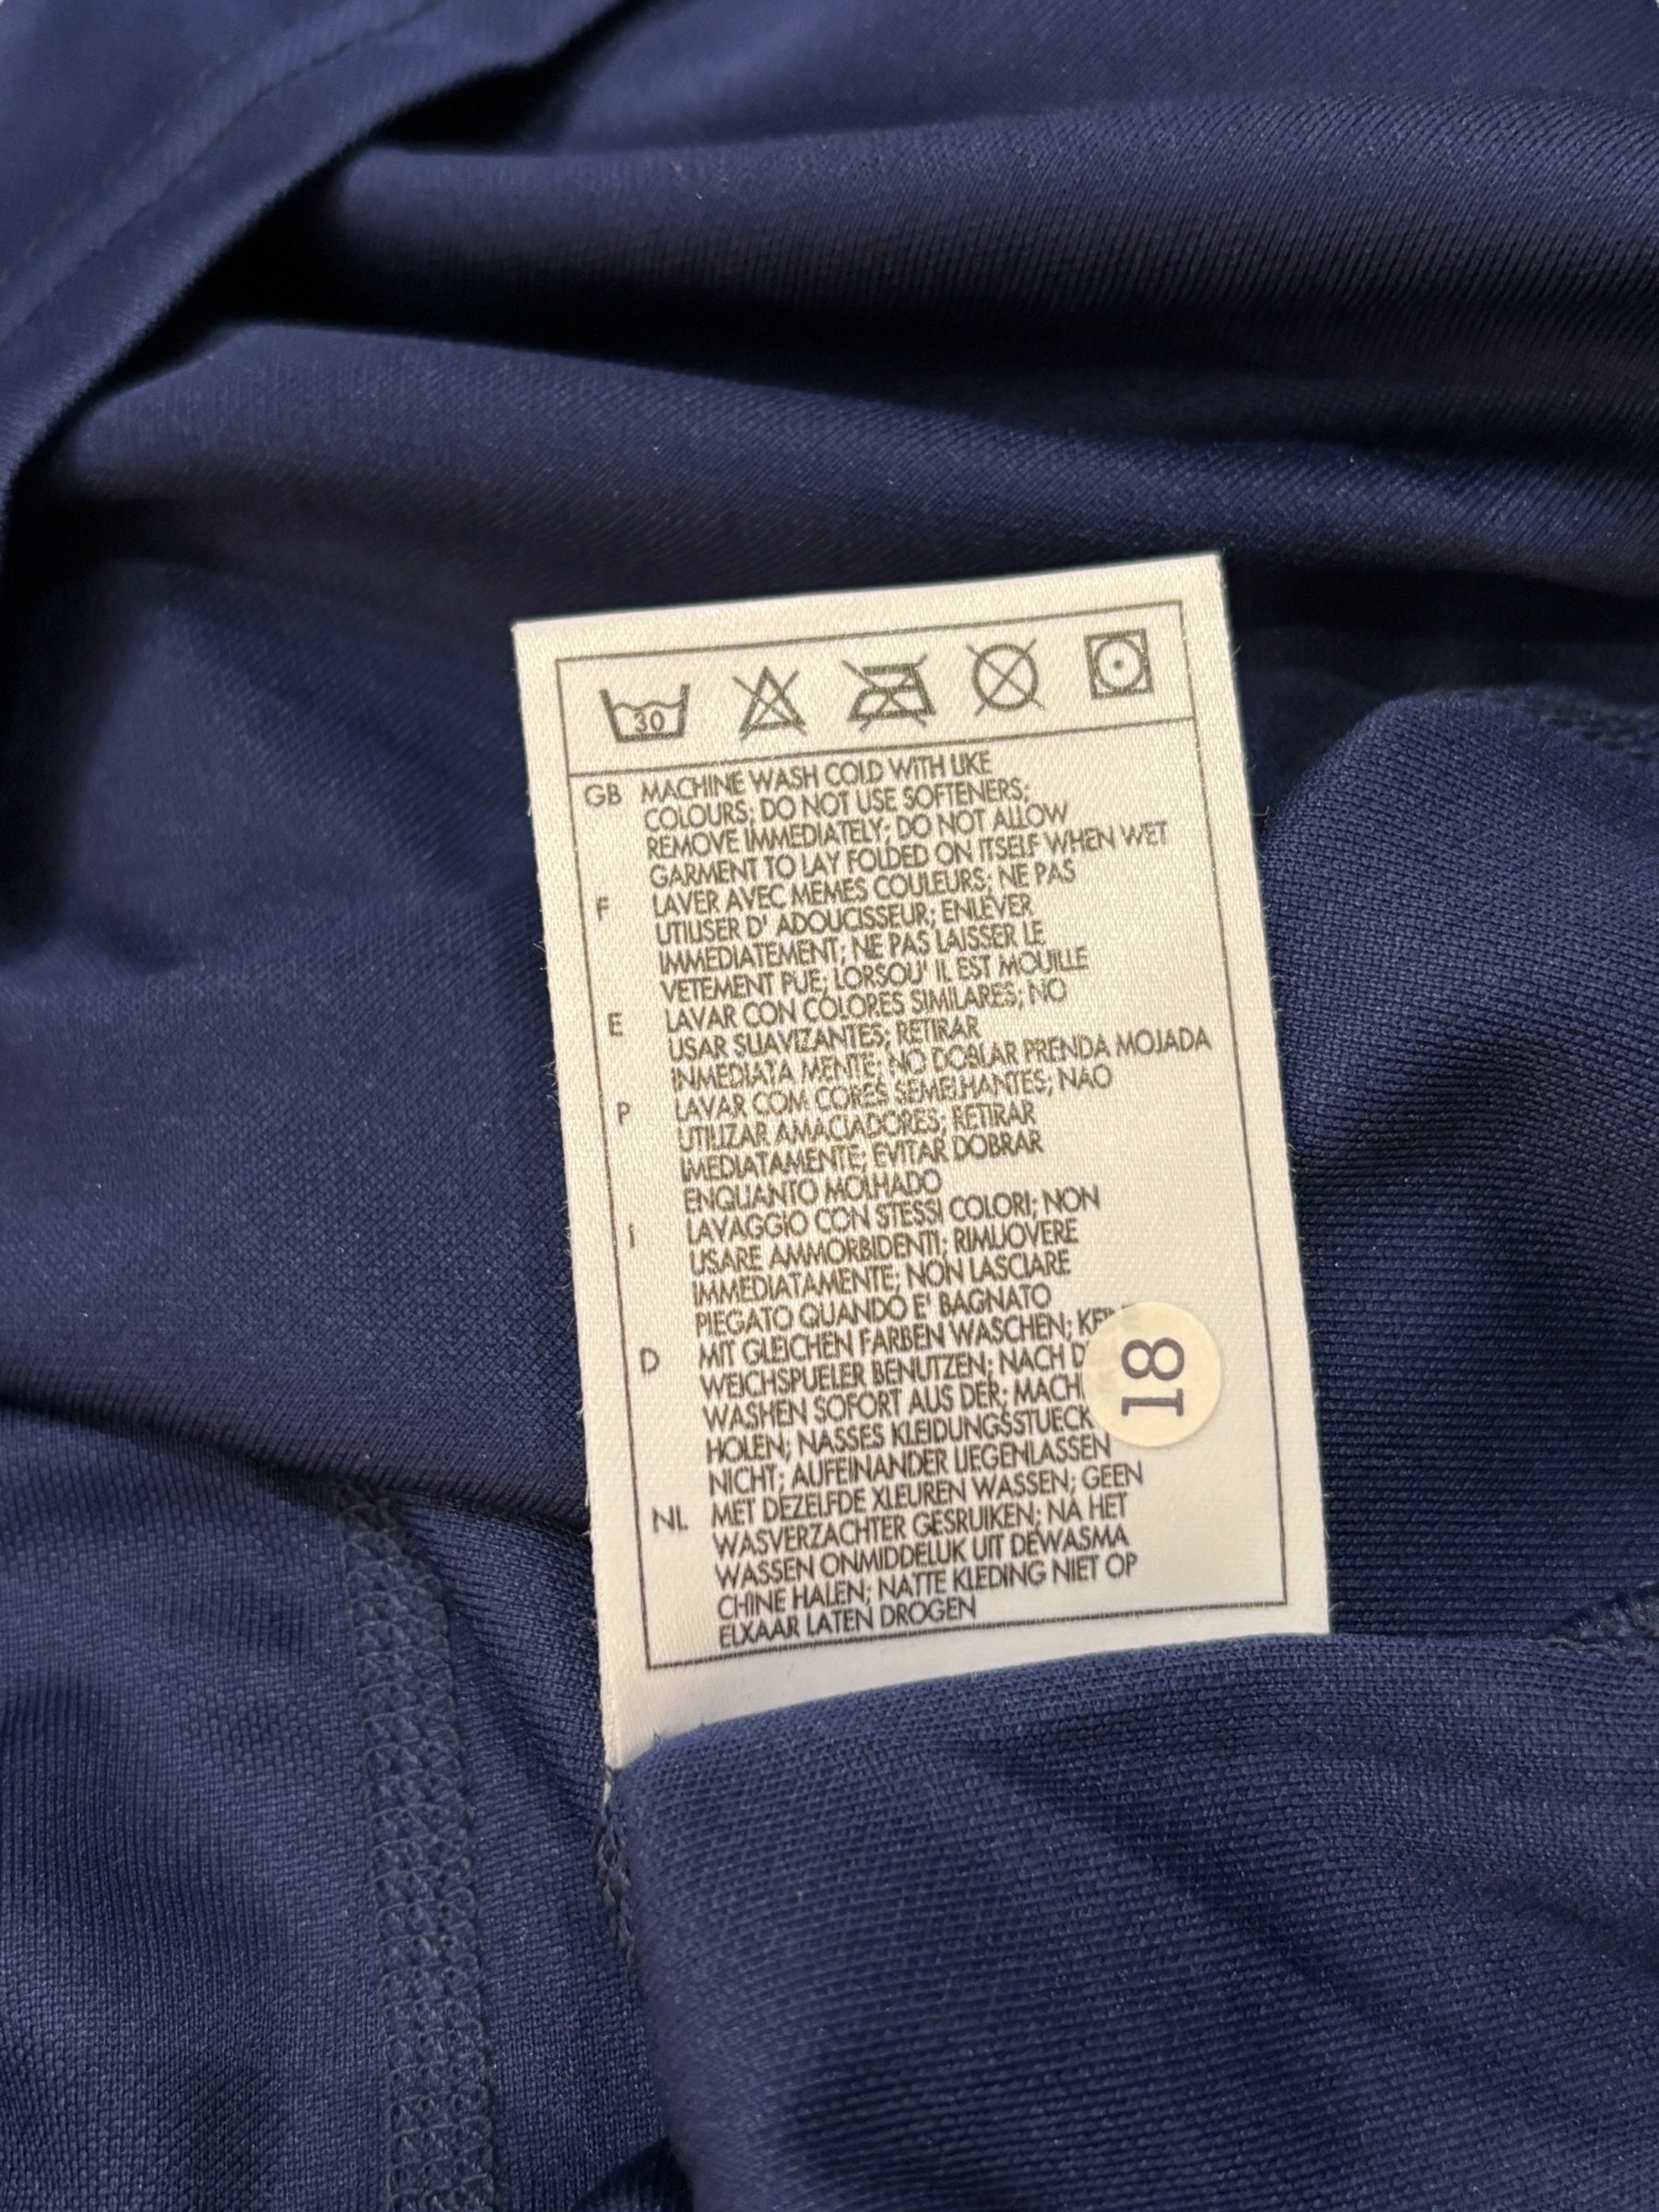 30
GB MACHINE WASH COLD WITH LIKE
COLOURS; DO NOT USE SOFTENERS;
REMOVE IMMEDIATELY; DO NOT ALLOW
GARMENT TO LAY FOLDED ON ITSELF WHEN WET
F LAVER AVEC MEMES COULEURS; NE PAS
UTILISER D' ADOUCISSEUR; ENLEVER
IMMEDIATEMENT; NE PAS LAISSER LE
VETEMENT PUE; LORSOU' IL EST MOUILLE
E LAVAR CON COLORES SIMILARES; NO
USAR SUAVIZANTES; RETIRAR
INMEDIATA MENTE; NO DOBLAR PRENDA MOJADA
P LAVAR COM CORES SEMELHANTES; NAO
UTILIZAR AMACIADORES; RETIRAR
IMEDIATAMENTE; EVITAR DOBRAR
ENQUANTO MOLHADO
I LAVAGGIO CON STESSI COLORI; NON
USARE AMMORBIDENTI; RIMUOVERE
IMMEDIATAMENTE; NON LASCIARE
PIEGATO QUANDO E' BAGNATO
D MIT GLEICHEN FARBEN WASCHEN;
WEICHSPUELER BENUTZEN; NACH
WASHEN SOFORT AUS DER; MACH
HOLEN; NASSES KLEIDUNGSSTUECK
NICHT; AUFEINANDER LIEGENLASSEN
NL MET DEZELFDE XLEUREN WASSEN; GEEN
WASVERZACHTER GESRUIKEN; NA HET
WASSEN ONMIDDELIJK UIT DEWASMA
CHINE HALEN; NATTE KLEDING NIET OP
ELXAAR LATEN DROGEN
18